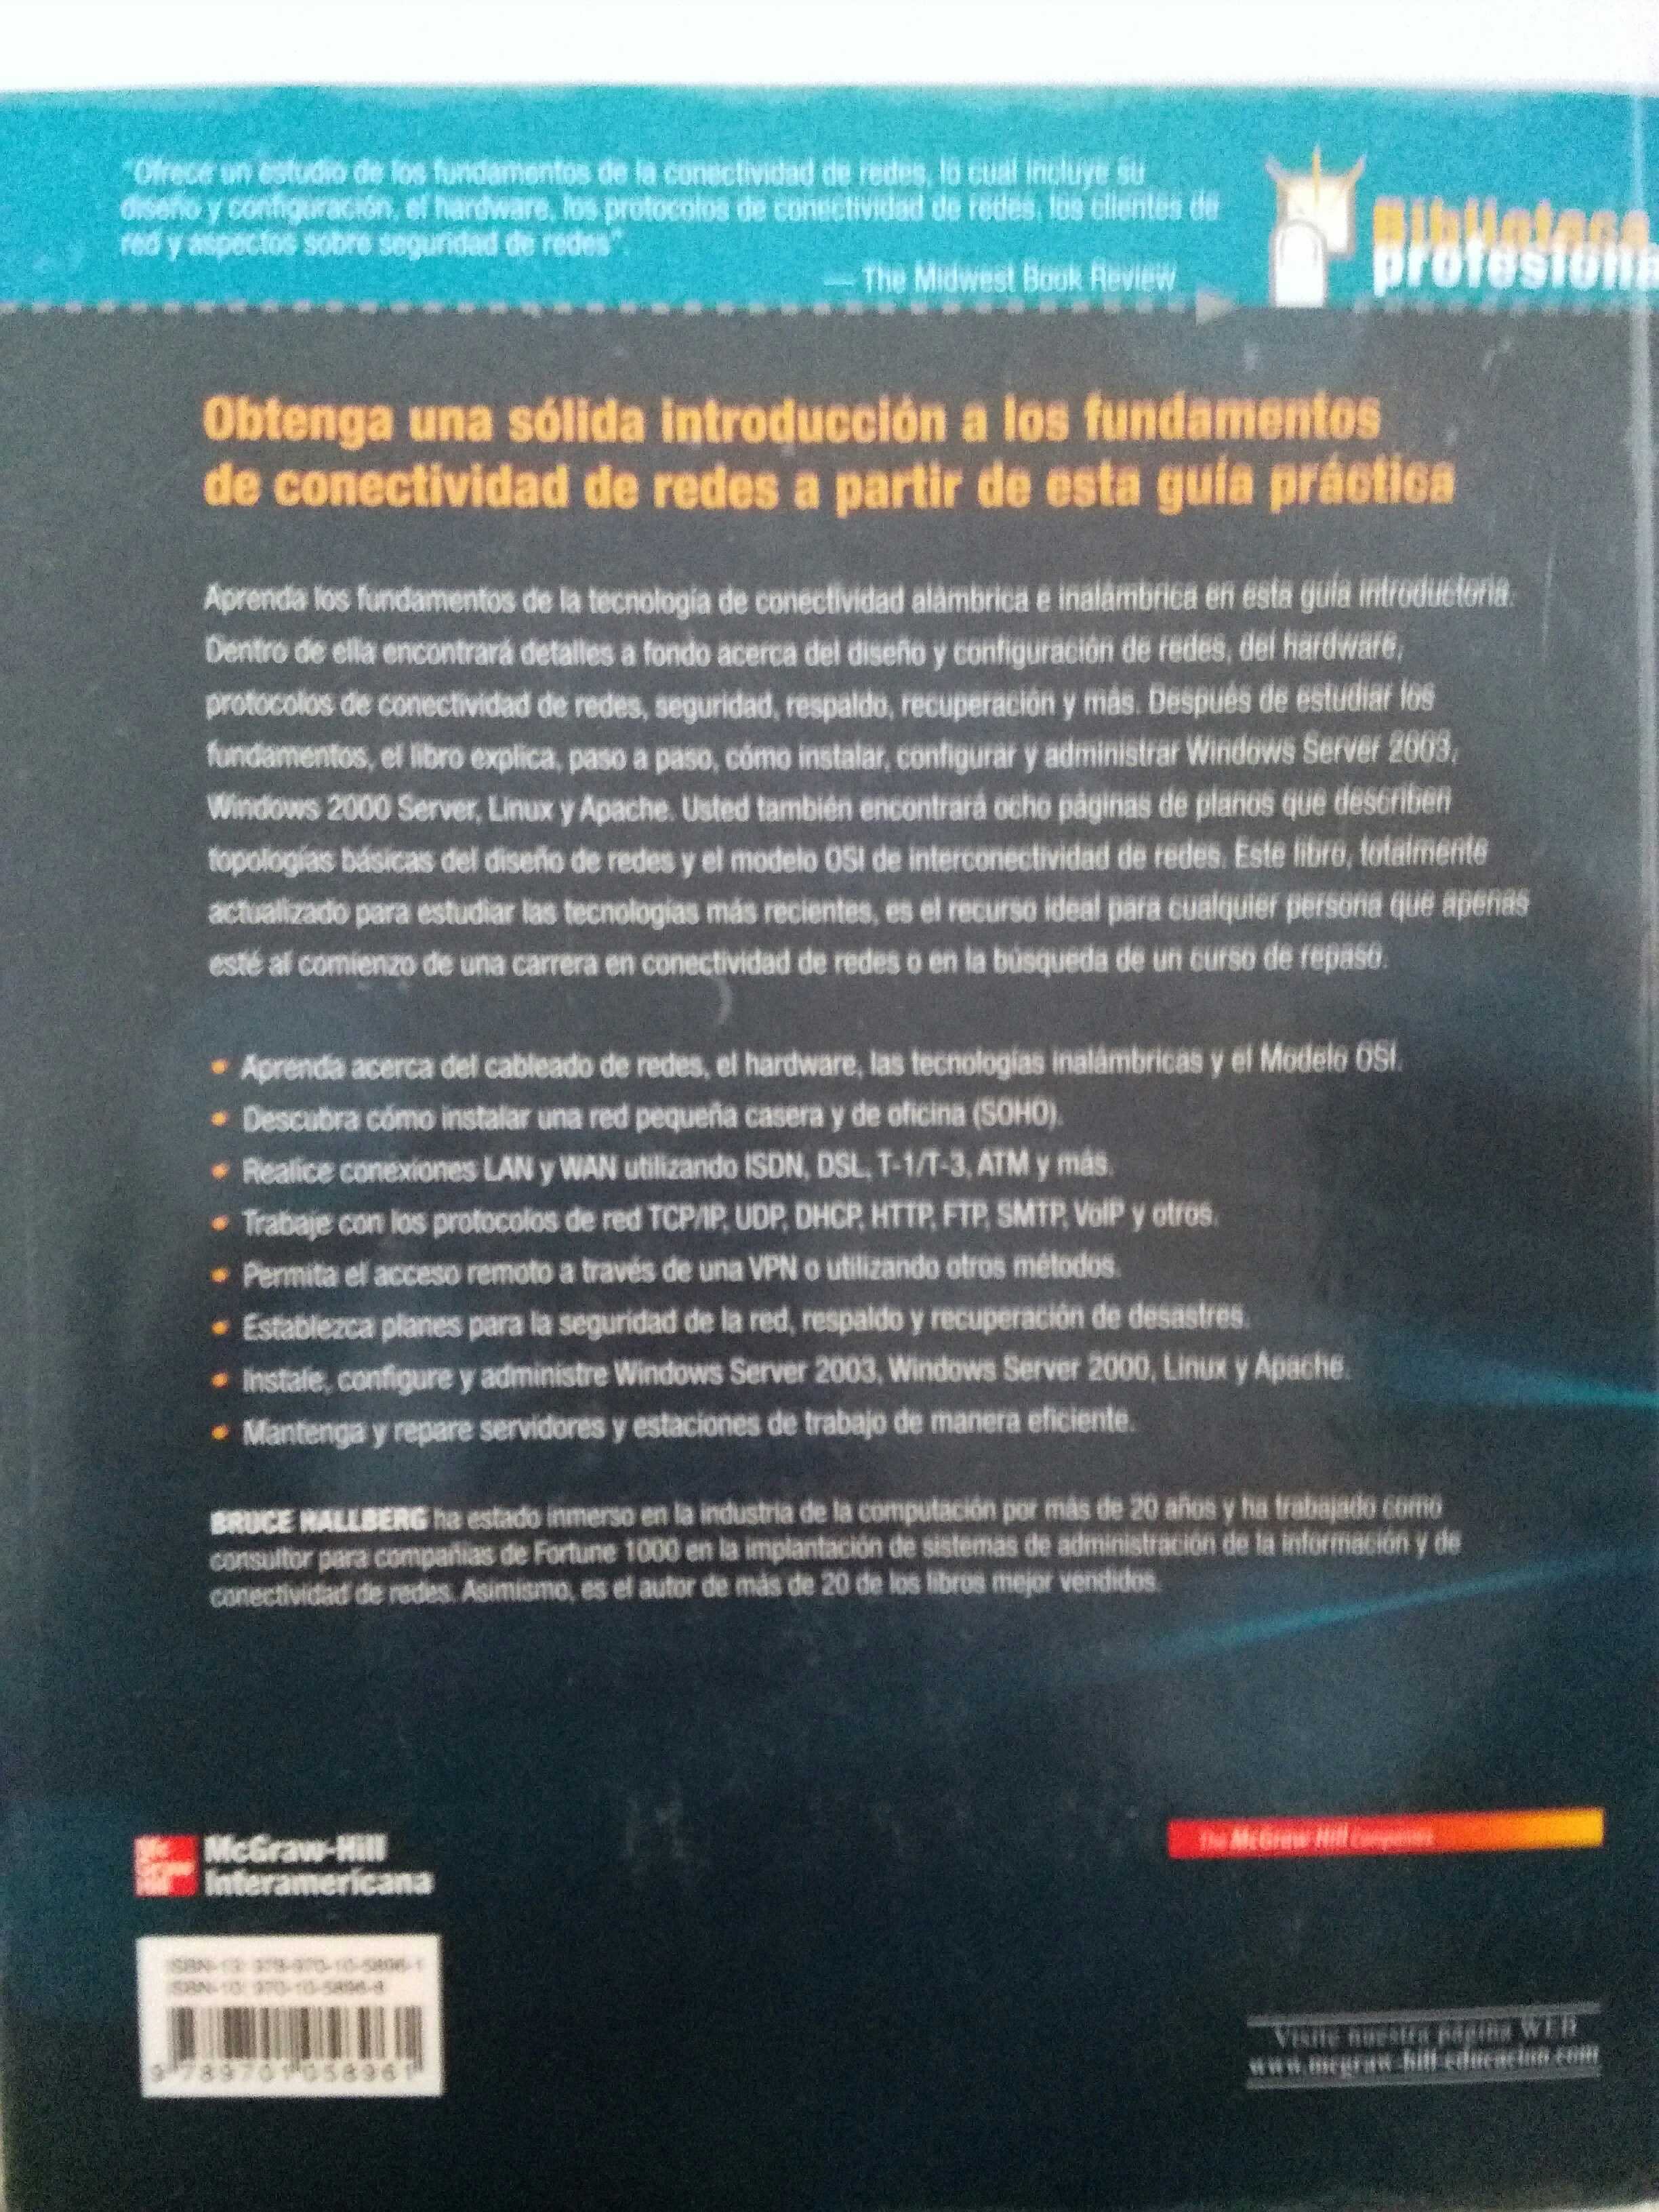 "Ofrece un estudio de los fundamentos de la conectividad de redes, lo cual incluye su
diseño y configuración, el hardware, los protocolos de conectividad de redes, los clientes de
red y aspectos sobre seguridad de redes".
— The Midwest Book Review
Biblioteca
profesiona
Obtenga una sólida introducción a los fundamentos
de conectividad de redes a partir de esta guía práctica
Aprenda los fundamentos de la tecnología de conectividad alámbrica e inalámbrica en esta guía introductoria.
Dentro de ella encontrará detalles a fondo acerca del diseño y configuración de redes, del hardware,
protocolos de conectividad de redes, seguridad, respaldo, recuperación y más. Después de estudiar los
fundamentos, el libro explica, paso a paso, cómo instalar, configurar y administrar Windows Server 2003,
Windows 2000 Server, Linux y Apache. Usted también encontrará ocho páginas de planos que describen
topologías básicas del diseño de redes y el modelo OSI de interconectividad de redes. Este libro, totalmente
actualizado para estudiar las tecnologías más recientes, es el recurso ideal para cualquier persona que apenas
esté al comienzo de una carrera en conectividad de redes o en la búsqueda de un curso de repaso.
• Aprenda acerca del cableado de redes, el hardware, las tecnologías inalámbricas y el Modelo OSI.
• Descubra cómo instalar una red pequeña casera y de oficina (SOHO).
• Realice conexiones LAN y WAN utilizando ISDN, DSL, T-1/T-3, ATM y más.
• Trabaje con los protocolos de red TCP/IP, UDP, DHCP, HTTP, FTP, SMTP, VoIP y otros.
• Permita el acceso remoto a través de una VPN o utilizando otros métodos.
• Establezca planes para la seguridad de la red, respaldo y recuperación de desastres.
• Instale, configure y administre Windows Server 2003, Windows Server 2000, Linux y Apache.
• Mantenga y repare servidores y estaciones de trabajo de manera eficiente.
BRUCE HALLBERG ha estado inmerso en la industria de la computación por más de 20 años y ha trabajado como
consultor para compañías de Fortune 1000 en la implantación de sistemas de administración de la información y de
conectividad de redes. Asimismo, es el autor de más de 20 de los libros mejor vendidos.
The McGraw-Hill Companies
Mc
Graw
Hill
McGraw-Hill
Interamericana
ISBN-13: 978-970-10-5896-1
ISBN-10: 970-10-5896-8
9 789701 058961
Visite nuestra página WEB
www.mcgraw-hill-educacion.com